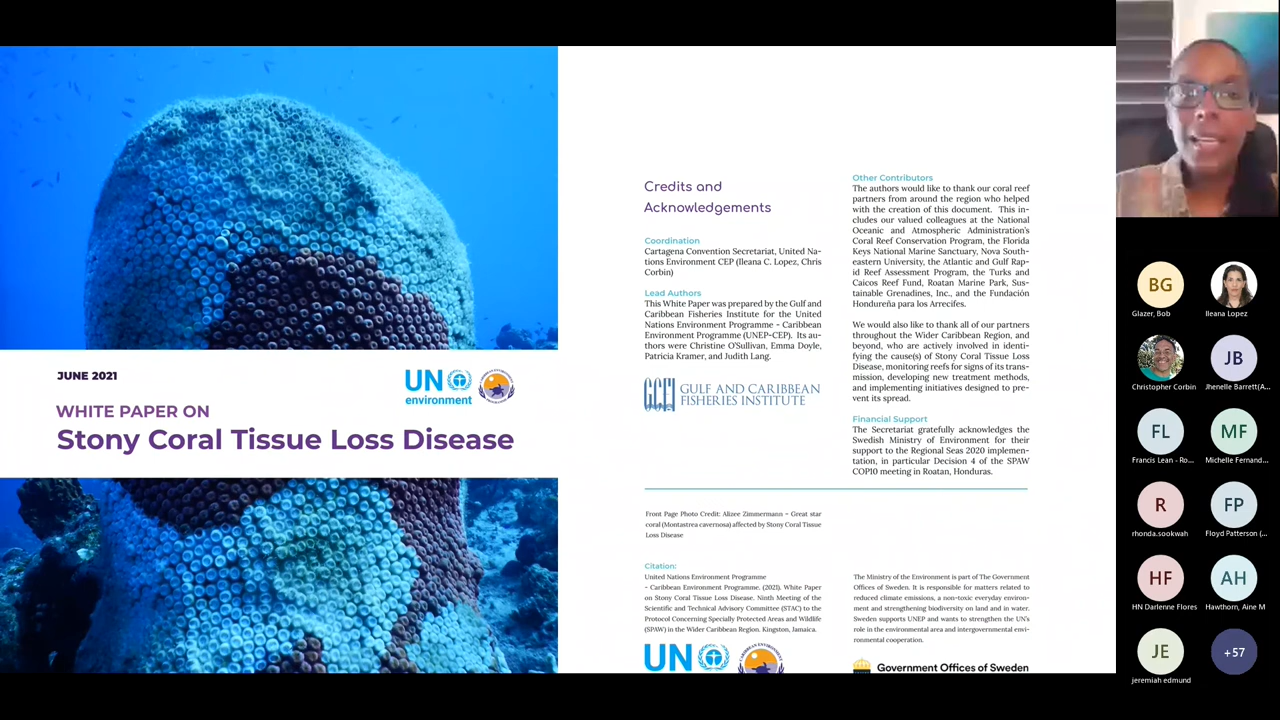 JUNE 2021
UN
environment
WHITE PAPER ON
Stony Coral Tissue Loss Disease
Credits and
Acknowledgements
Coordination
Cartagena Convention Secretariat, United Na-
tions Environment CEP (Ileana C. Lopez, Chris
Corbin)
Lead Authors
This White Paper was prepared by the Gulf and
Caribbean Fisheries Institute for the United
Nations Environment Programme - Caribbean
Environment Programme (UNEP-CEP). Its au-
thors were Christine O'Sullivan, Emma Doyle,
Patricia Kramer, and Judith Lang.
GCFI
GULF AND CARIBBEAN
FISHERIES INSTITUTE
Other Contributors
The authors would like to thank our coral reef
partners from around the region who helped
with the creation of this document. This in-
cludes our valued colleagues at the National
Oceanic and Atmospheric Administration's
Coral Reef Conservation Program, the Florida
Keys National Marine Sanctuary, Nova South-
eastern University, the Atlantic and Gulf Rap-
id Reef Assessment Program, the Turks and
Caicos Reef Fund, Roatan Marine Park, Sus-
tainable Grenadines, Inc., and the Fundación
Hondureña para los Arrecifes.
We would also like to thank all of our partners
throughout the Wider Caribbean Region, and
beyond, who are actively involved in identi-
fying the cause(s) of Stony Coral Tissue Loss
Disease, monitoring reefs for signs of its trans-
mission, developing new treatment methods,
and implementing initiatives designed to pre-
vent its spread.
Financial Support
The Secretariat gratefully acknowledges the
Swedish Ministry of Environment for their
support to the Regional Seas 2020 implemen-
tation, in particular Decision 4 of the SPAW
COP10 meeting in Roatan, Honduras.
Front Page Photo Credit: Alizee Zimmermann – Great star
coral (Montastrea cavernosa) affected by Stony Coral Tissue
Loss Disease
Citation:
United Nations Environment Programme
- Caribbean Environment Programme, (2021). White Paper
on Stony Coral Tissue Loss Disease. Ninth Meeting of the
Scientific and Technical Advisory Committee (STAC) to the
Protocol Concerning Specially Protected Areas and Wildlife
(SPAW) in the Wider Caribbean Region. Kingston, Jamaica.
UN
The Ministry of the Environment is part of The Government
Offices of Sweden. It is responsible for matters related to
reduced climate emissions, a non-toxic everyday environ-
ment and strengthening biodiversity on land and in water.
Sweden supports UNEP and wants to strengthen the UN's
role in the environmental area and intergovernmental envi-
ronmental cooperation.
Government Offices of Sweden
BG
Glazer, Bob
Ileana Lopez
Christopher Corbin
JB
Jhenelle Barrett(A...
FL
Francis Lean - Ro...
MF
Michelle Fernand...
R
rhonda.sookwah
FP
Floyd Patterson (...
HF
HN Darlenne Flores
AH
Hawthorn, Aine M
JE
jeremiah edmund
+57